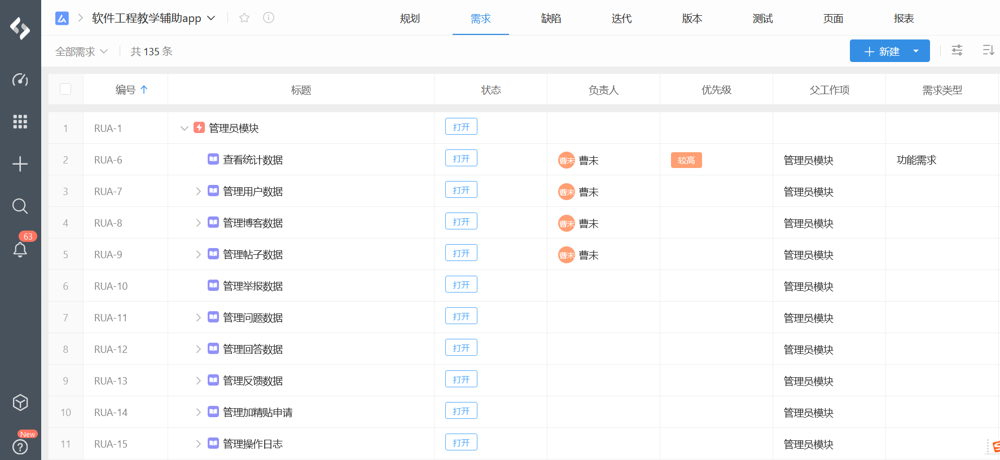 软件工程教学辅助app
规划 需求 缺陷 迭代 版本 测试 页面 报表
全部需求 共 135 条 新建
编号 标题 状态 负责人 优先级 父工作项 需求类型
1 RUA-1 管理员模块 打开
2 RUA-6 查看统计数据 打开 曹未 曹未 较高 管理员模块 功能需求
3 RUA-7 管理用户数据 打开 曹未 曹未 管理员模块
4 RUA-8 管理博客数据 打开 曹未 曹未 管理员模块
5 RUA-9 管理帖子数据 打开 曹未 曹未 管理员模块
6 RUA-10 管理举报数据 打开 管理员模块
7 RUA-11 管理问题数据 打开 管理员模块
8 RUA-12 管理回答数据 打开 管理员模块
9 RUA-13 管理反馈数据 打开 管理员模块
10 RUA-14 管理加精贴申请 打开 管理员模块
11 RUA-15 管理操作日志 打开 管理员模块
63
New